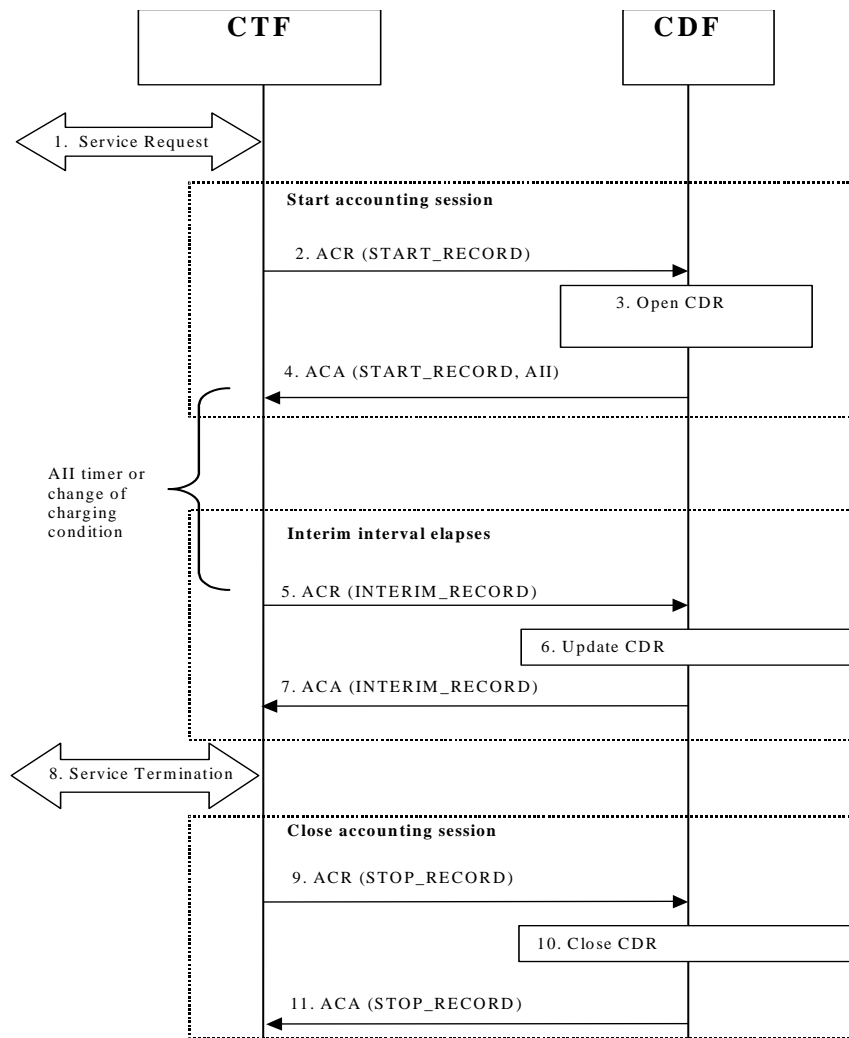 CTF
CDF
1. Service Request
Start accounting session
2. ACR (START_RECORD)
3. Open CDR
4. ACA (START_RECORD, AII)
AII timer or
change of
charging
condition
Interim interval elapses
5. ACR (INTERIM_RECORD)
6. Update CDR
7. ACA (INTERIM_RECORD)
8. Service Termination
Close accounting session
9. ACR (STOP_RECORD)
10. Close CDR
11. ACA (STOP_RECORD)